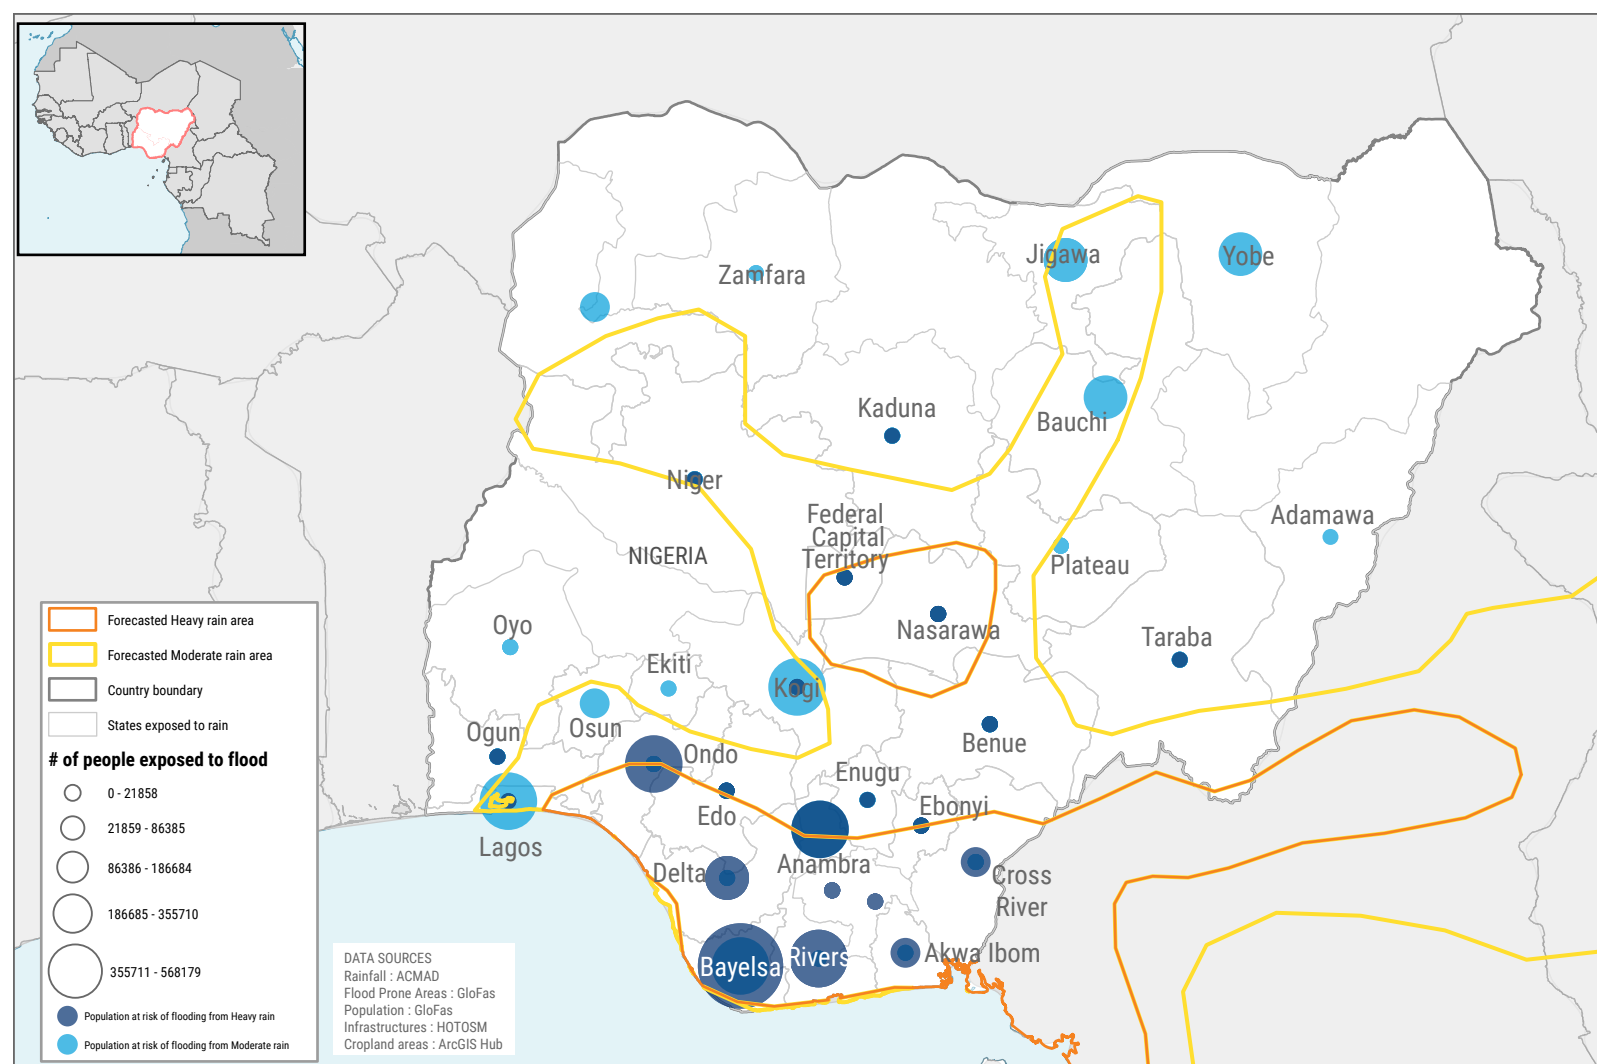 Jigawa
Yobe
Zamfara
Kaduna
Bauchi
Niger
Federal
Capital
Territory
Adamawa
NIGERIA
Plateau
Oyo
Nasarawa
Taraba
Ekiti
Kogi
Osun
Ogun
Ondo
Benue
Enugu
Edo
Ebonyi
Lagos
Anambra
Delta
Cross
River
Bayelsa
Rivers
Akwa Ibom
Forecasted Heavy rain area
Forecasted Moderate rain area
Country boundary
States exposed to rain
# of people exposed to flood
0 - 21858
21859 - 86385
86386 - 186684
186685 - 355710
355711 - 568179
Population at risk of flooding from Heavy rain
Population at risk of flooding from Moderate rain
DATA SOURCES
Rainfall : ACMAD
Flood Prone Areas : GloFas
Population : GloFas
Infrastructures : HOTOSM
Cropland areas : ArcGIS Hub